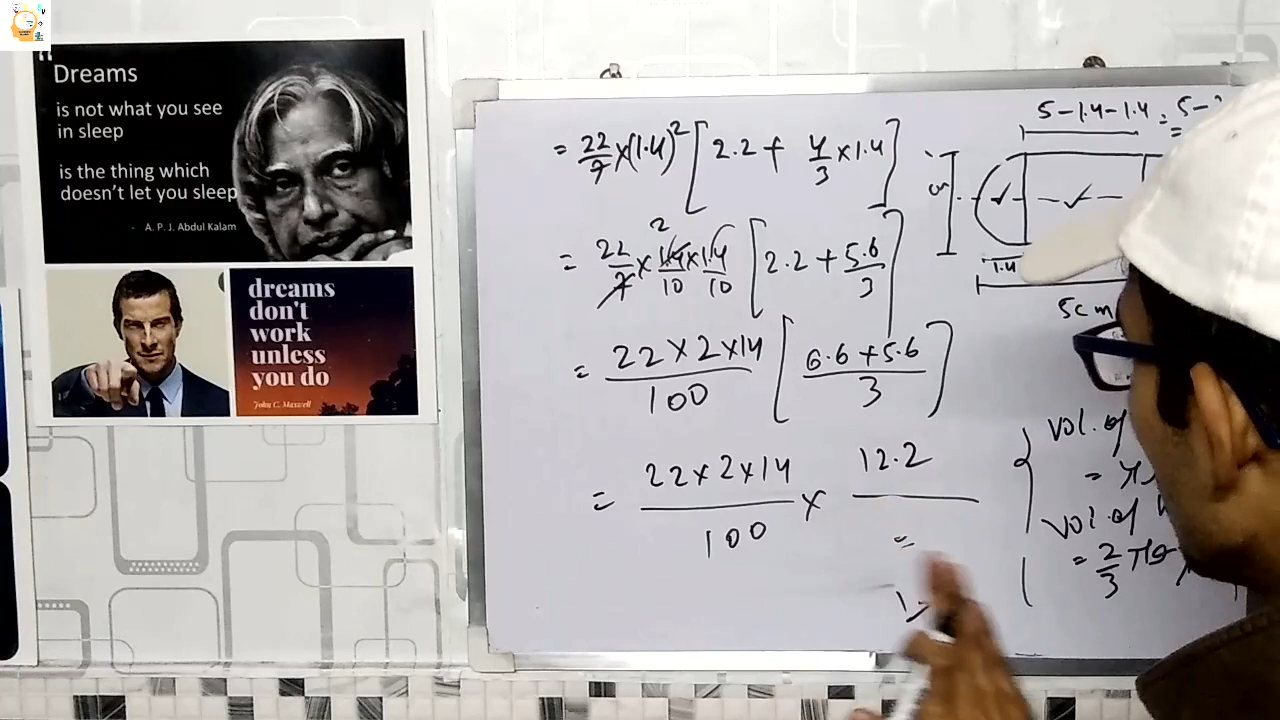 “
Dreams
is not what you see
in sleep
is the thing which
doesn't let you sleep
- A. P. J. Abdul Kalam
dreams
don't
work
unless
you do
John C. Maxwell
= 22/7 × (1.4)² [2.2 + 4/3 × 1.4]
= 22/7 × 14/10 × 14/10 [2.2 + 5.6/3]
2
= 22×2×14/100 [6.6+5.6/3]
= 22×2×14/100 × 12.2
=
5-1.4-1.4 = 5-
1.4
5cm
Vol. of
=
Vol. of
= 2/3 π